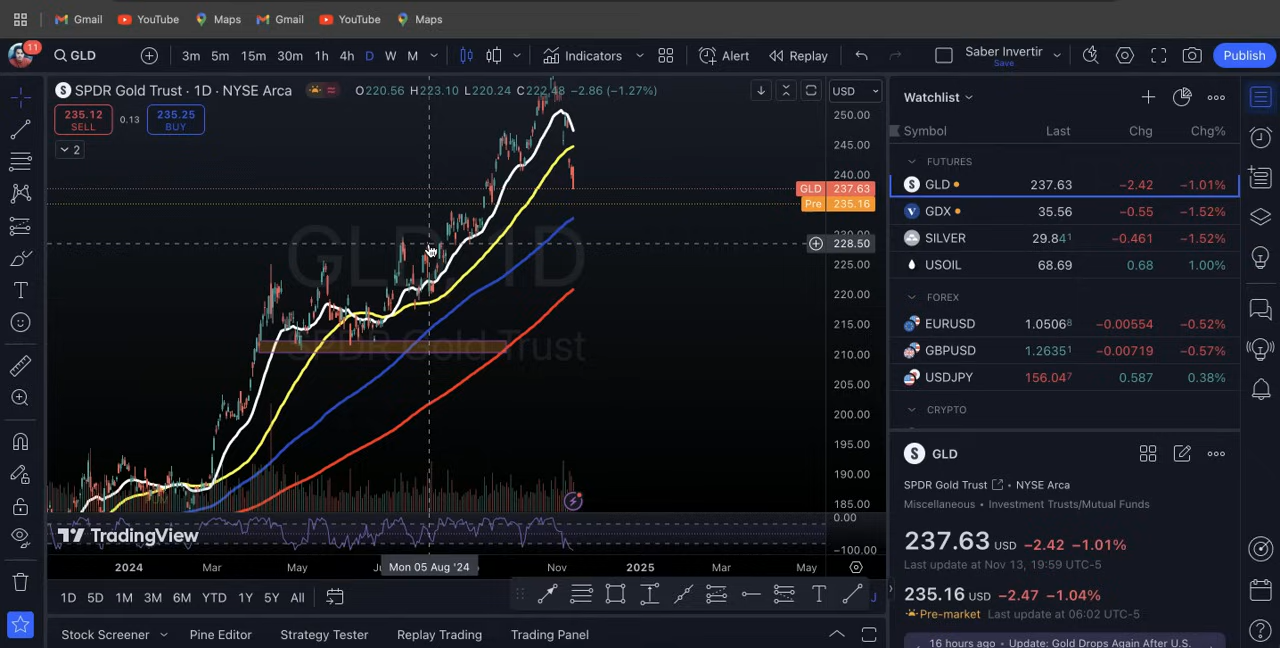 Gmail YouTube Maps Gmail YouTube Maps
11 GLD 3m 5m 15m 30m 1h 4h D W M Indicators Alert Replay Saber Invertir Save Publish
SPDR Gold Trust · 1D · NYSE Arca O220.56 H223.10 L220.24 C222.48 −2.86 (−1.27%) USD
235.12 SELL 0.13 235.25 BUY
2
250.00
245.00
240.00
GLD 237.63
Pre 235.16
230.00
228.50
225.00
220.00
215.00
210.00
205.00
200.00
195.00
190.00
185.00
0.00
−100.00
GLD, 1D
SPDR Gold Trust
TradingView
2024 Mar May Mon 05 Aug '24 Nov 2025 Mar May
1D 5D 1M 3M 6M YTD 1Y 5Y All
Stock Screener Pine Editor Strategy Tester Replay Trading Trading Panel
Watchlist
Symbol Last Chg Chg%
FUTURES
GLD 237.63 −2.42 −1.01%
GDX 35.56 −0.55 −1.52%
SILVER 29.841 −0.461 −1.52%
USOIL 68.69 0.68 1.00%
FOREX
EURUSD 1.05068 −0.00554 −0.52%
GBPUSD 1.26351 −0.00719 −0.57%
USDJPY 156.047 0.587 0.38%
CRYPTO
GLD
SPDR Gold Trust NYSE Arca
Miscellaneous • Investment Trusts/Mutual Funds
237.63 USD −2.42 −1.01%
Last update at Nov 13, 19:59 UTC-5
235.16 USD −2.47 −1.04%
Pre-market Last update at 06:02 UTC-5
16 hours ago • Update: Gold Drops Again After U.S.